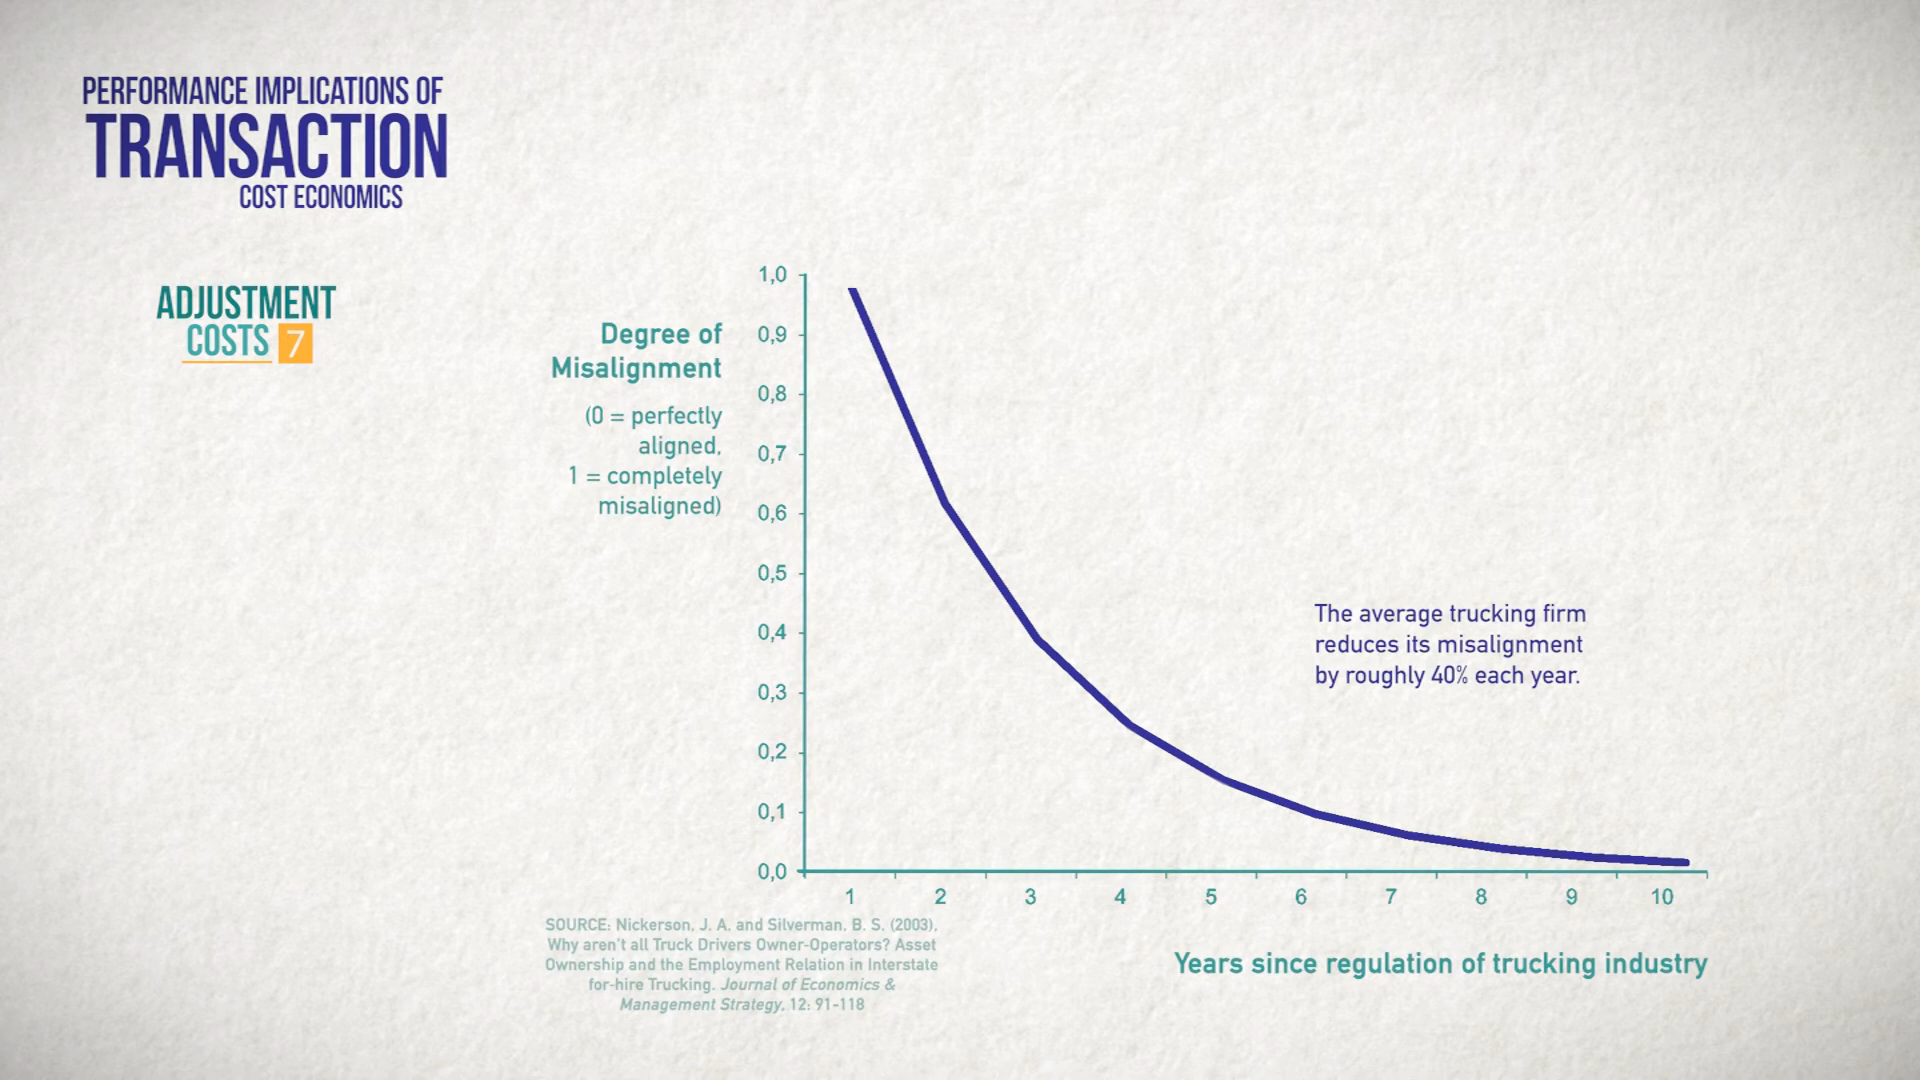 PERFORMANCE IMPLICATIONS OF
TRANSACTION
COST ECONOMICS
ADJUSTMENT
COSTS 7
Degree of
Misalignment
(0 = perfectly
aligned,
1 = completely
misaligned)
1,0
0,9
0,8
0,7
0,6
0,5
0,4
0,3
0,2
0,1
0,0
1 2 3 4 5 6 7 8 9 10
Years since regulation of trucking industry
The average trucking firm
reduces its misalignment
by roughly 40% each year.
SOURCE: Nickerson, J. A. and Silverman, B. S. (2003),
Why aren't all Truck Drivers Owner-Operators? Asset
Ownership and the Employment Relation in Interstate
for-hire Trucking. Journal of Economics &
Management Strategy, 12: 91-118